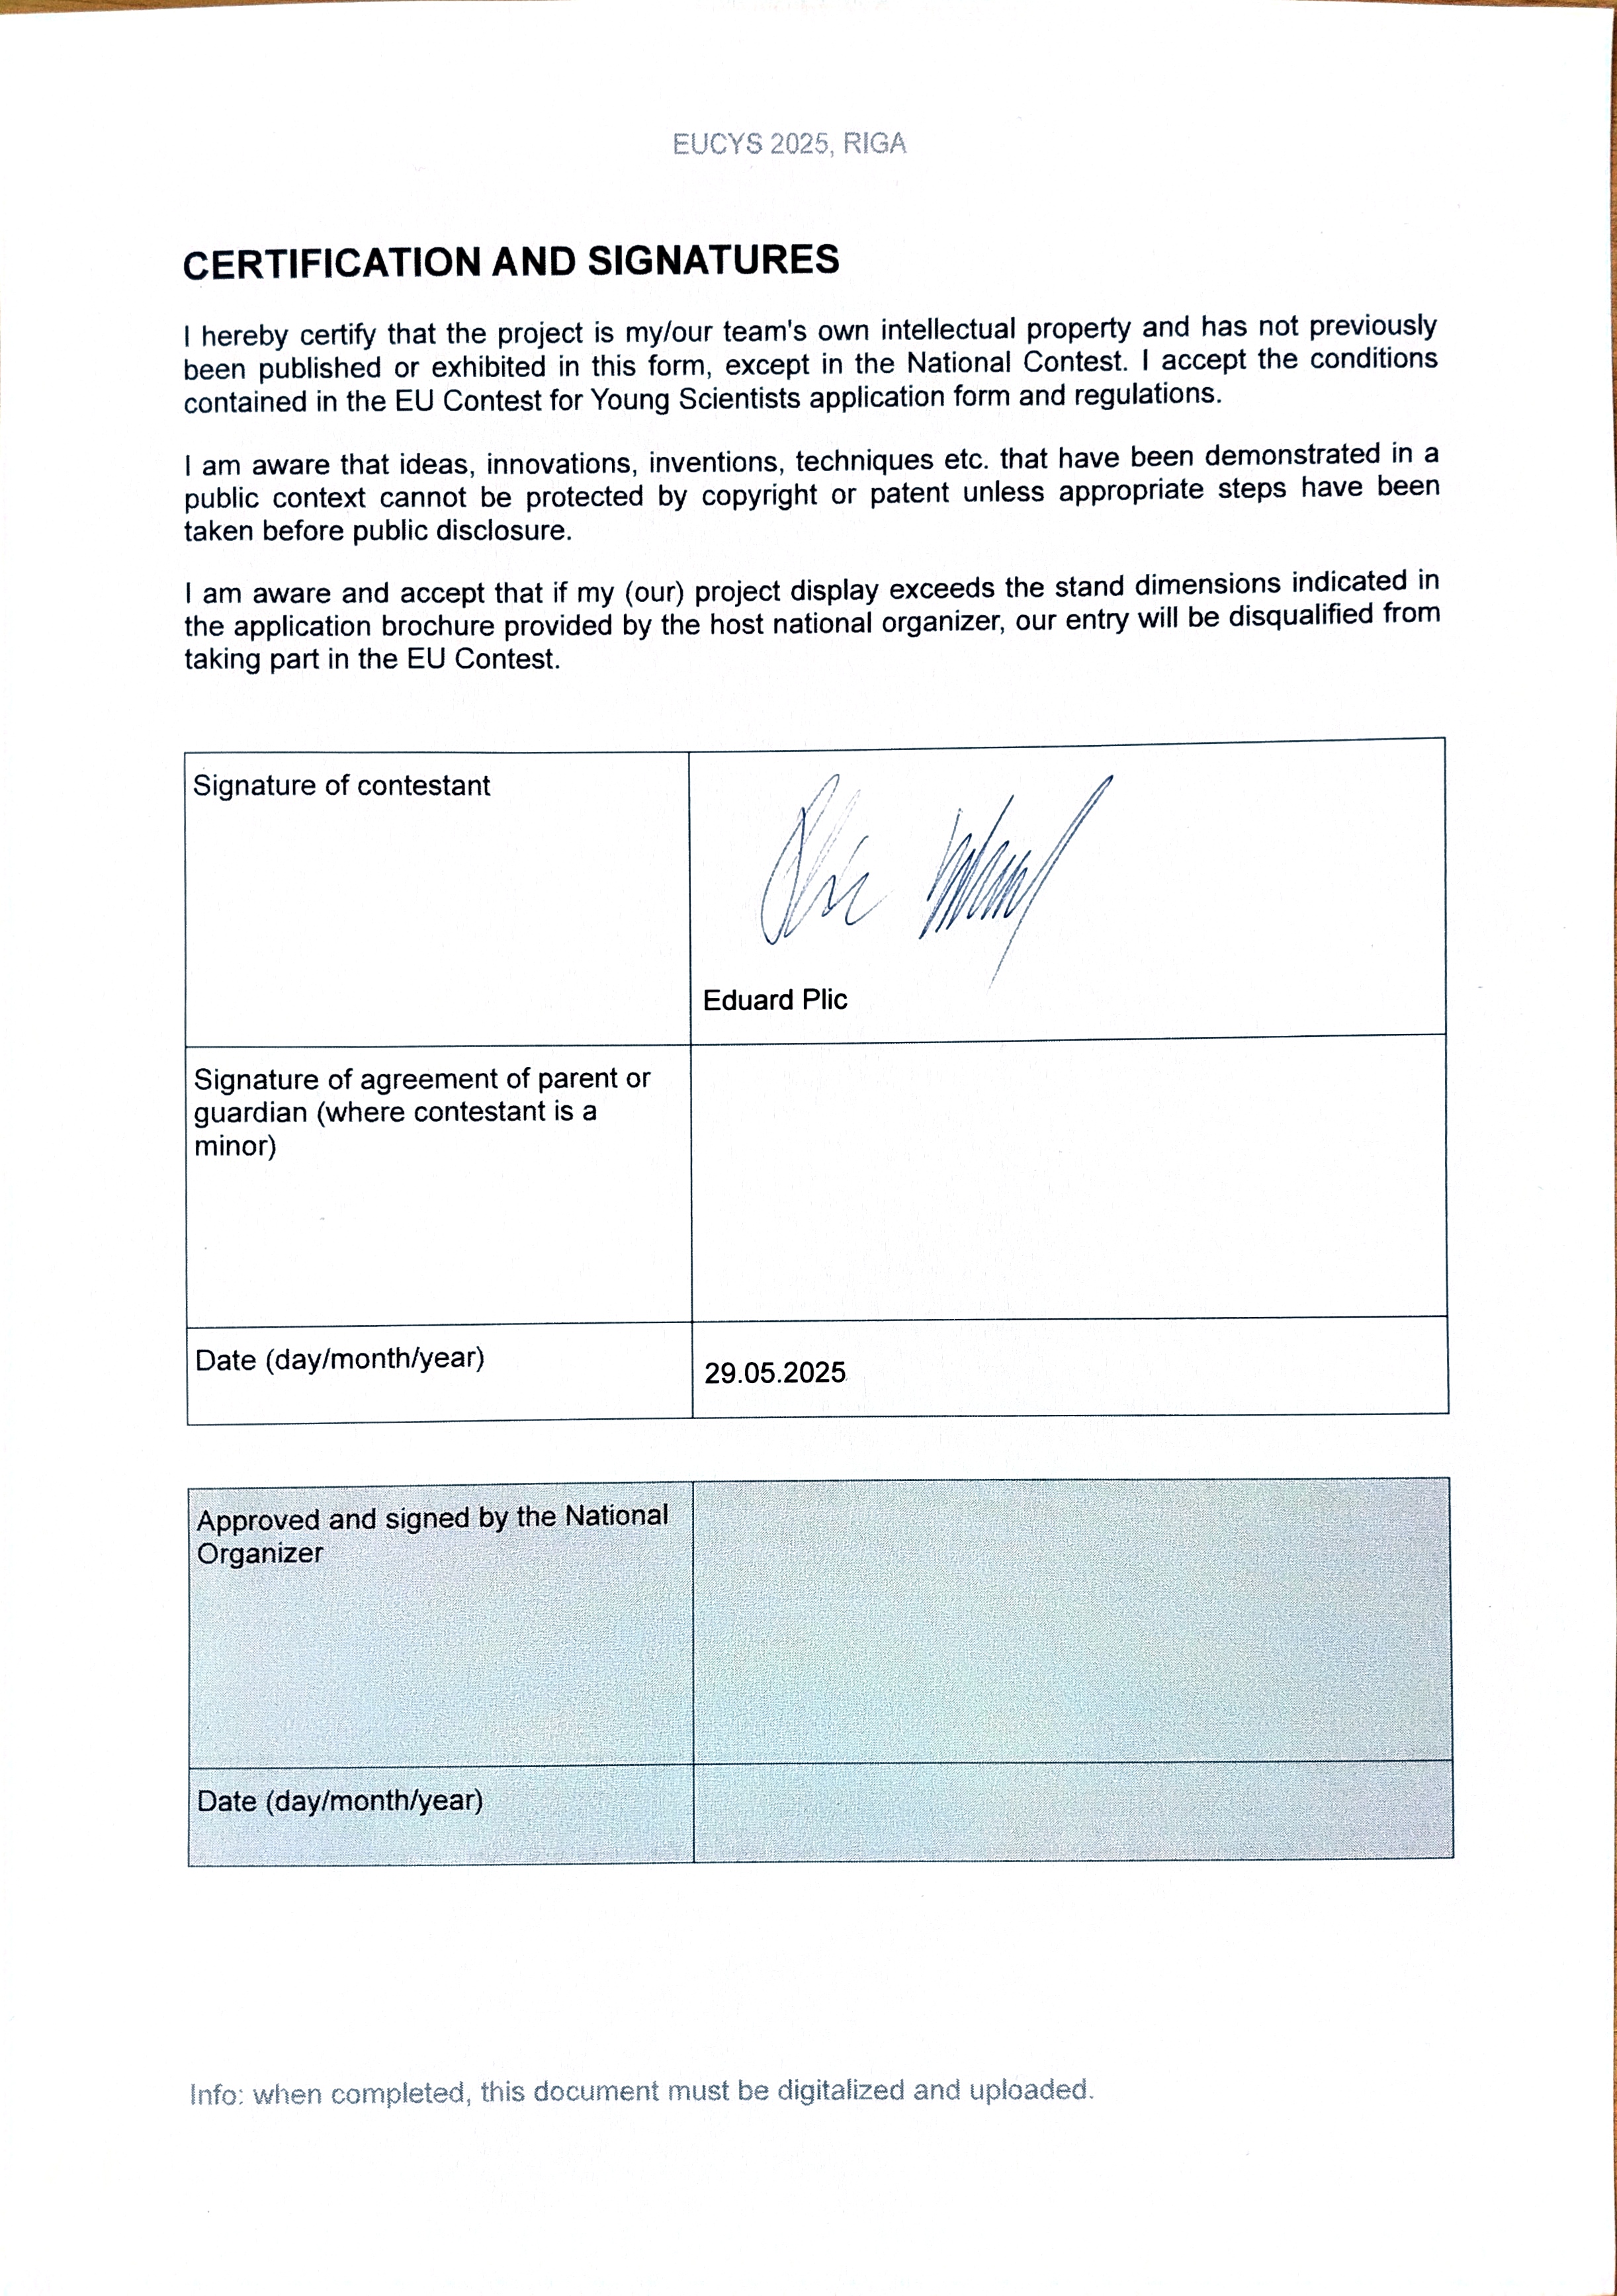 EUCYS 2025, RIGA
CERTIFICATION AND SIGNATURES
I hereby certify that the project is my/our team's own intellectual property and has not previously
been published or exhibited in this form, except in the National Contest. I accept the conditions
contained in the EU Contest for Young Scientists application form and regulations.
I am aware that ideas, innovations, inventions, techniques etc. that have been demonstrated in a
public context cannot be protected by copyright or patent unless appropriate steps have been
taken before public disclosure.
I am aware and accept that if my (our) project display exceeds the stand dimensions indicated in
the application brochure provided by the host national organizer, our entry will be disqualified from
taking part in the EU Contest.
Signature of contestant
Eduard Plic
Signature of agreement of parent or
guardian (where contestant is a
minor)
Date (day/month/year)
29.05.2025
Approved and signed by the National
Organizer
Date (day/month/year)
Info: when completed, this document must be digitalized and uploaded.